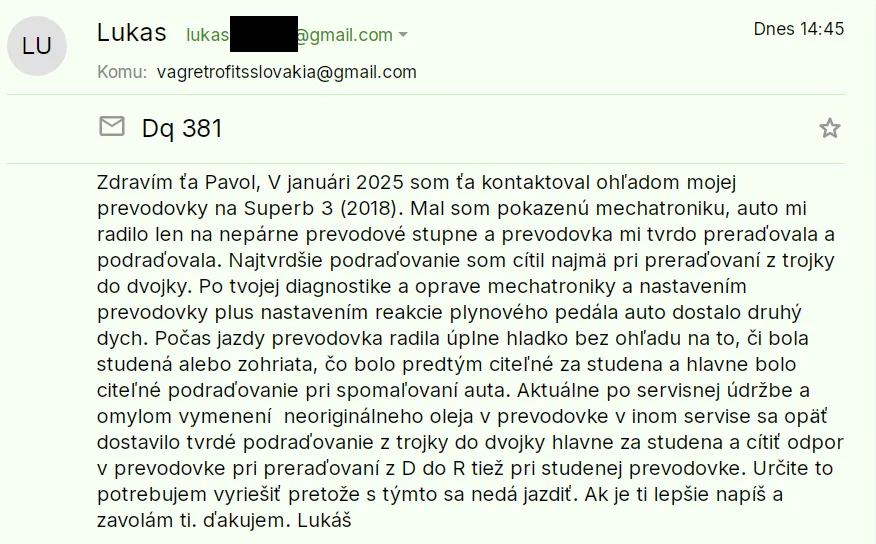 LU
Lukas lukas @gmail.com
Dnes 14:45
Komu: vagretrofitsslovakia@gmail.com
Dq 381
Zdravím ťa Pavol, V januári 2025 som ťa kontaktoval ohľadom mojej
prevodovky na Superb 3 (2018). Mal som pokazenú mechatroniku, auto mi
radilo len na nepárne prevodové stupne a prevodovka mi tvrdo preraďovala a
podraďovala. Najtvrdšie podraďovanie som cítil najmä pri preraďovaní z trojky
do dvojky. Po tvojej diagnostike a oprave mechatroniky a nastavením
prevodovky plus nastavením reakcie plynového pedála auto dostalo druhý
dych. Počas jazdy prevodovka radila úplne hladko bez ohľadu na to, či bola
studená alebo zohriata, čo bolo predtým citeľné za studena a hlavne bolo
citeľné podraďovanie pri spomaľovaní auta. Aktuálne po servisnej údržbe a
omylom vymenení  neoriginálneho oleja v prevodovke v inom servise sa opäť
dostavilo tvrdé podraďovanie z trojky do dvojky hlavne za studena a cítiť odpor
v prevodovke pri preraďovaní z D do R tiež pri studenej prevodovke. Určite to
potrebujem vyriešiť pretože s týmto sa nedá jazdiť. Ak je ti lepšie napíš a
zavolám ti. ďakujem. Lukáš